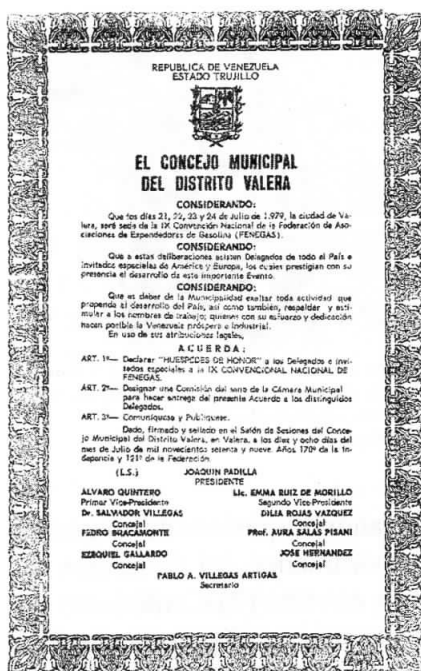 REPUBLICA DE VENEZUELA
ESTADO TRUJILLO
EL CONCEJO MUNICIPAL
DEL DISTRITO VALERA
CONSIDERANDO:
Que los días 21, 22, 23 y 24 de Julio de 1.979, la ciudad de Va-
lera, será sede de la IX Convención Nacional de la Federación de Aso-
ciaciones de Expendedores de Gasolina (FENEGAS).
CONSIDERANDO:
Que a estas deliberaciones asisten Delegados de todo el País e
invitados especiales de América y Europa, los cuales prestigian con su
presencia el desarrollo de este importante Evento.
CONSIDERANDO:
Que es deber de la Municipalidad exaltar toda actividad que
propenda al desarrollo del País, así como también, respaldar y esti-
mular a los hombres de trabajo; quienes con su esfuerzo y dedicación
hacen posible la Venezuela próspera e industrial.
En uso de sus atribuciones legales,
ACUERDA:
ART. 1º— Declarar "HUESPEDES DE HONOR" a los Delegados e invi-
tados especiales a la IX CONVENCIONAL NACIONAL DE
FENEGAS.
ART. 2º— Designar una Comisión del seno de la Cámara Municipal
para hacer entrega del presente Acuerdo a los distinguidos
Delegados.
ART. 3º— Comuníquese y Publíquese.
Dado, firmado y sellado en el Salón de Sesiones del Conce-
jo Municipal del Distrito Valera, en Valera, a los diez y ocho días del
mes de Julio de mil novecientos setenta y nueve. Años 170º de la In-
depencia y 121º de la Federación.
(L.S.) JOAQUIN PADILLA
PRESIDENTE
ALVARO QUINTERO Lic. EMMA RUIZ DE MORILLO
Primer Vice-Presidente Segundo Vice-Presidente
Dr. SALVADOR VILLEGAS DILIA ROJAS VAZQUEZ
Concejal Concejal
PEDRO BRACAMONTE Prof. AURA SALAS PISANI
Concejal Concejal
EZEQUIEL GALLARDO JOSE HERNANDEZ
Concejal Concejal
PABLO A. VILLEGAS ARTIGAS
Secretario